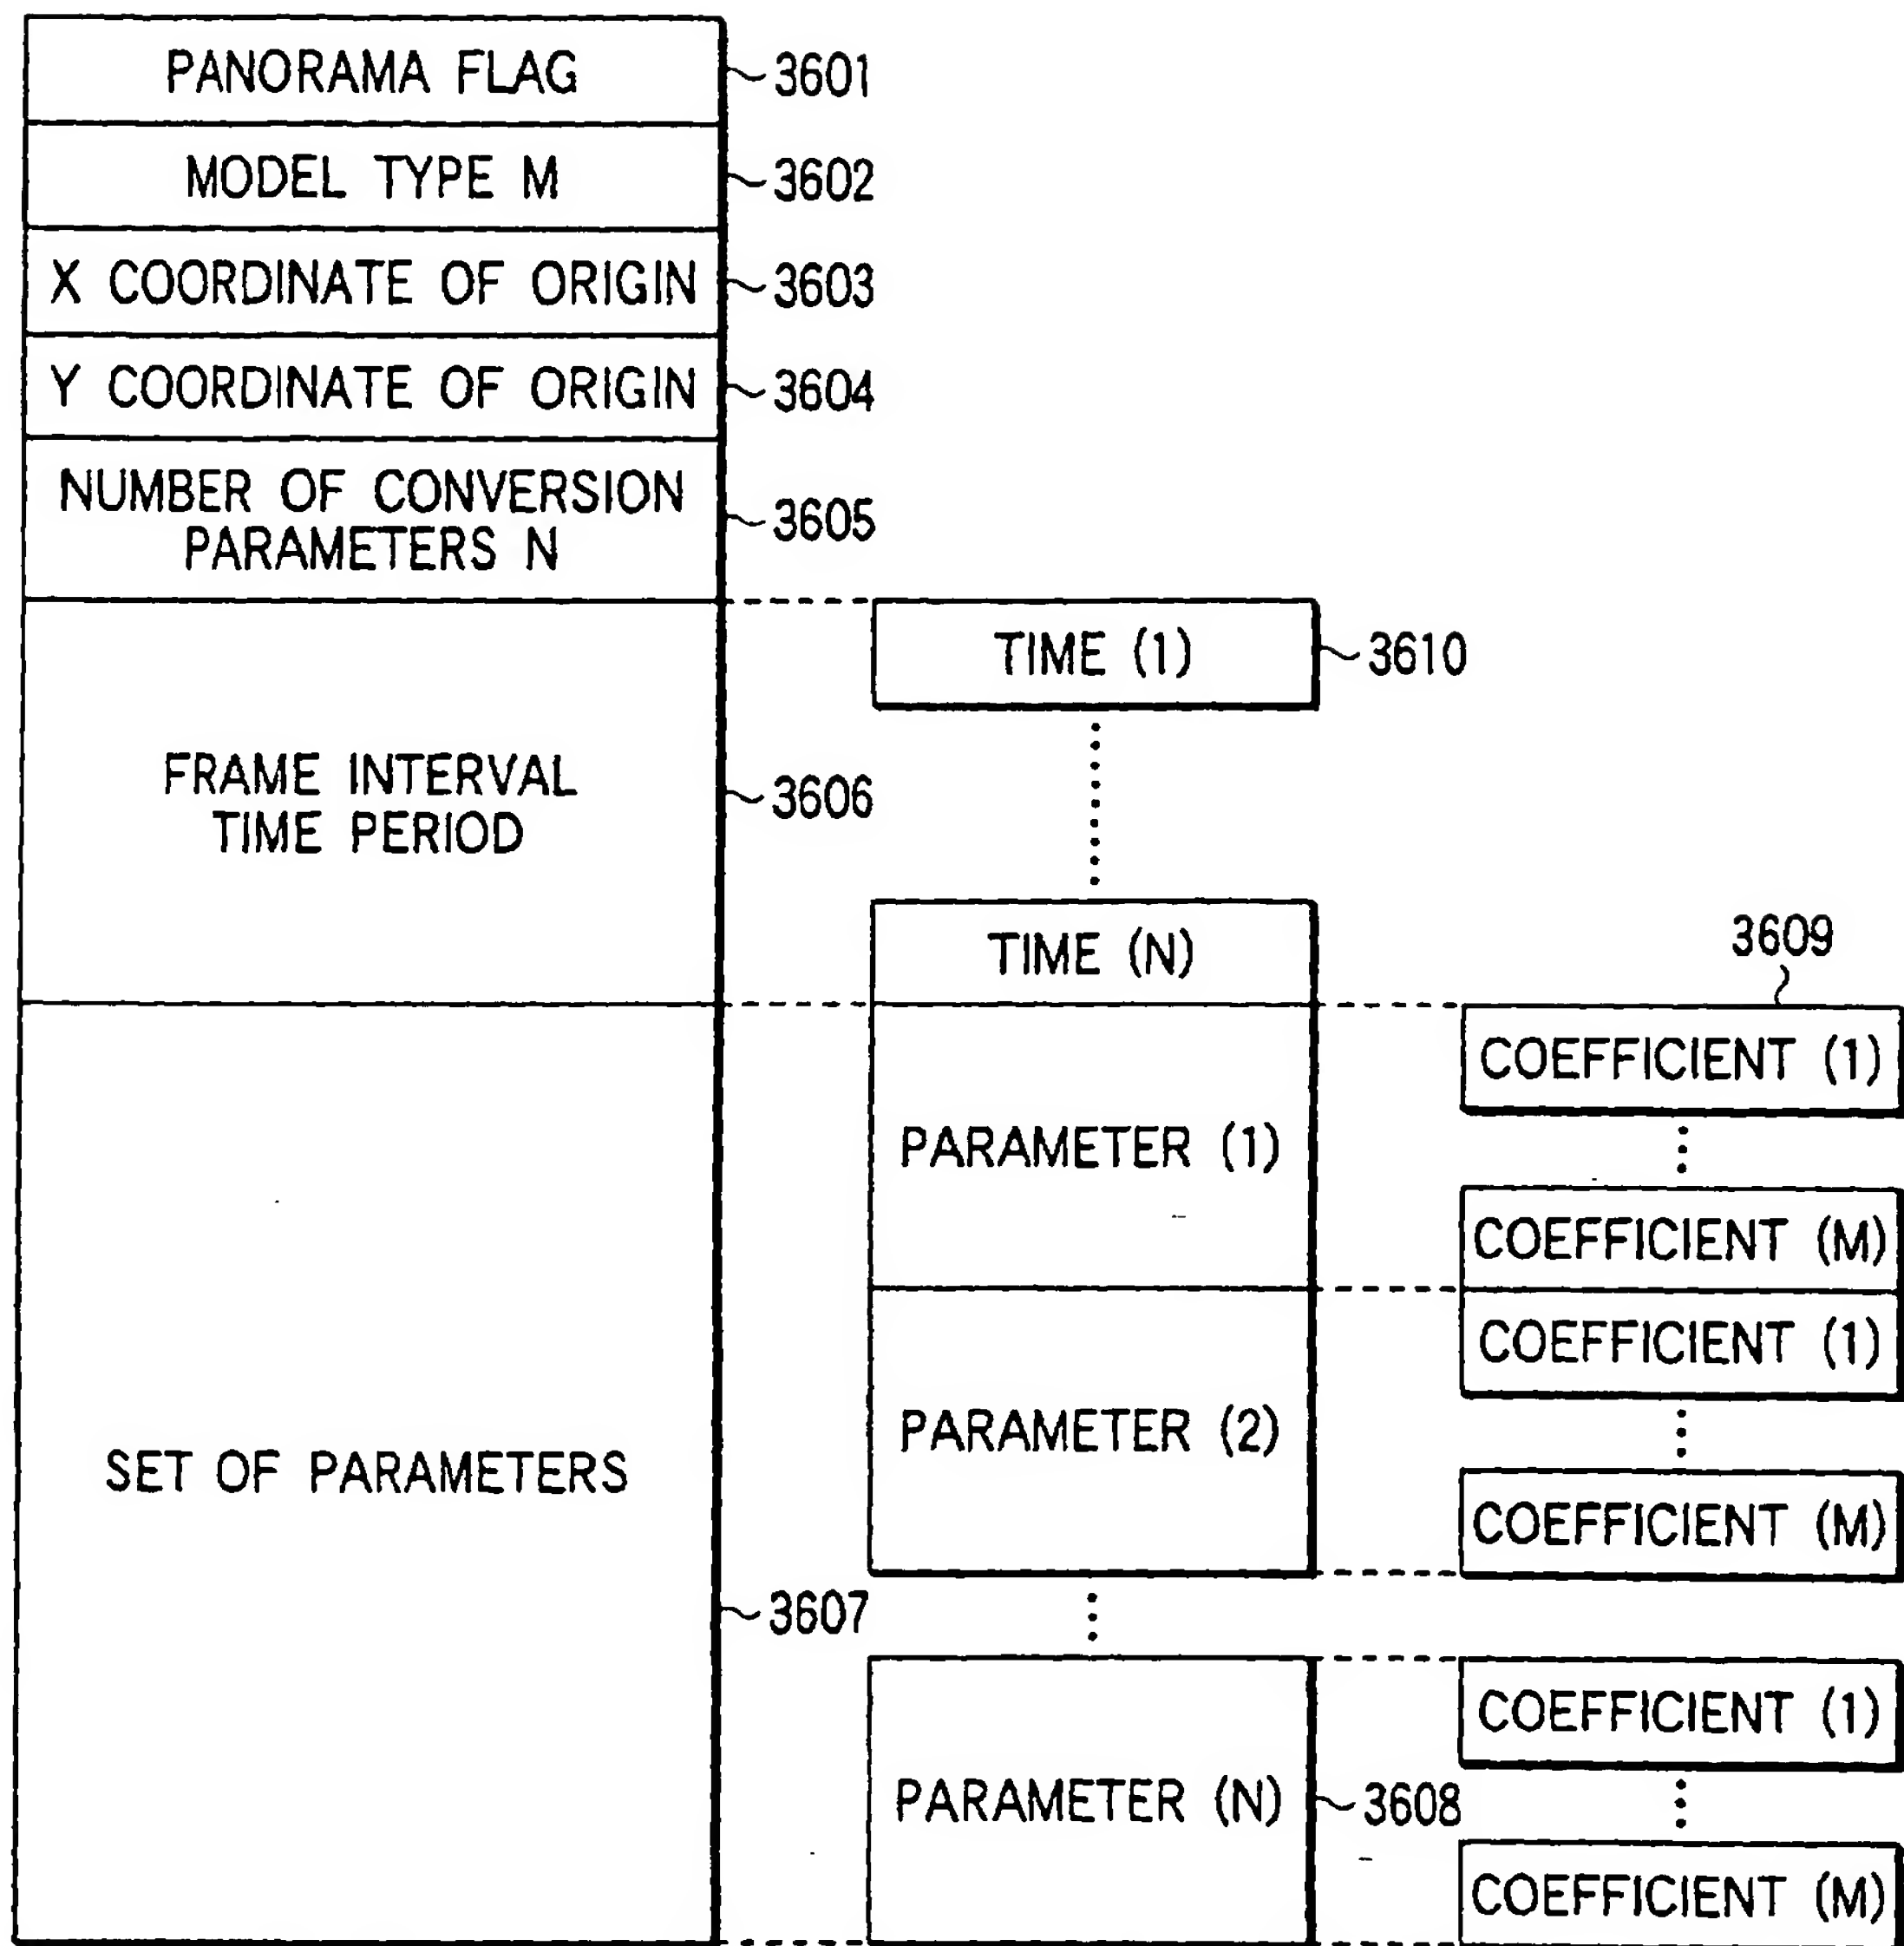 PANORAMA FLAG
3601
MODEL TYPE M
3602
X COORDINATE OF ORIGIN
3603
Y COORDINATE OF ORIGIN
3604
NUMBER OF CONVERSION
PARAMETERS N
3605
FRAME INTERVAL
TIME PERIOD
3606
TIME (1)
3610
TIME (N)
SET OF PARAMETERS
3607
PARAMETER (1)
PARAMETER (2)
PARAMETER (N)
3608
3609
COEFFICIENT (1)
COEFFICIENT (M)
COEFFICIENT (1)
COEFFICIENT (M)
COEFFICIENT (1)
COEFFICIENT (M)